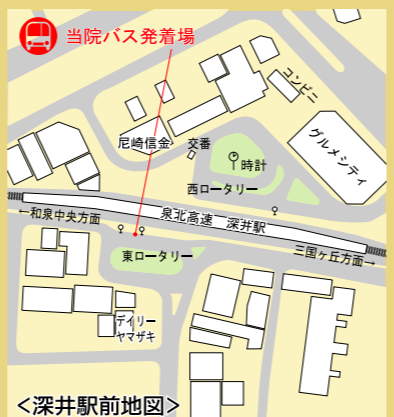 当院バス発着場
コンビニ
グルメシティ
尼崎信金
交番
時計
西ロータリー
泉北高速 深井駅
←和泉中央方面
三国ヶ丘方面→
東ロータリー
デイリー
ヤマザキ
<深井駅前地図>